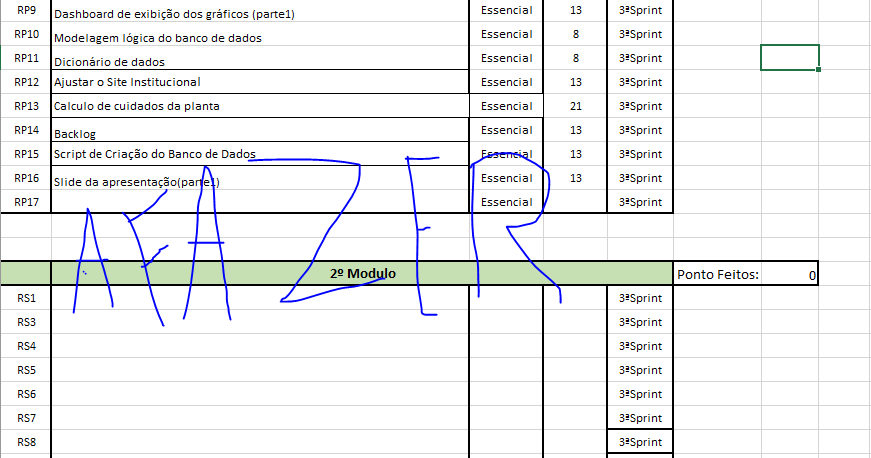 RP9 Dashboard de exibição dos gráficos (parte1) Essencial 13 3ªSprint
RP10 Modelagem lógica do banco de dados Essencial 8 3ªSprint
RP11 Dicionário de dados Essencial 8 3ªSprint
RP12 Ajustar o Site Institucional Essencial 13 3ªSprint
RP13 Calculo de cuidados da planta Essencial 21 3ªSprint
RP14 Backlog Essencial 13 3ªSprint
RP15 Script de Criação do Banco de Dados Essencial 13 3ªSprint
RP16 Slide da apresentação(parte1) Essencial 13 3ªSprint
RP17 Essencial 3ªSprint
A FAZER
2º Modulo Ponto Feitos: 0
RS1 3ªSprint
RS3 3ªSprint
RS4 3ªSprint
RS5 3ªSprint
RS6 3ªSprint
RS7 3ªSprint
RS8 3ªSprint